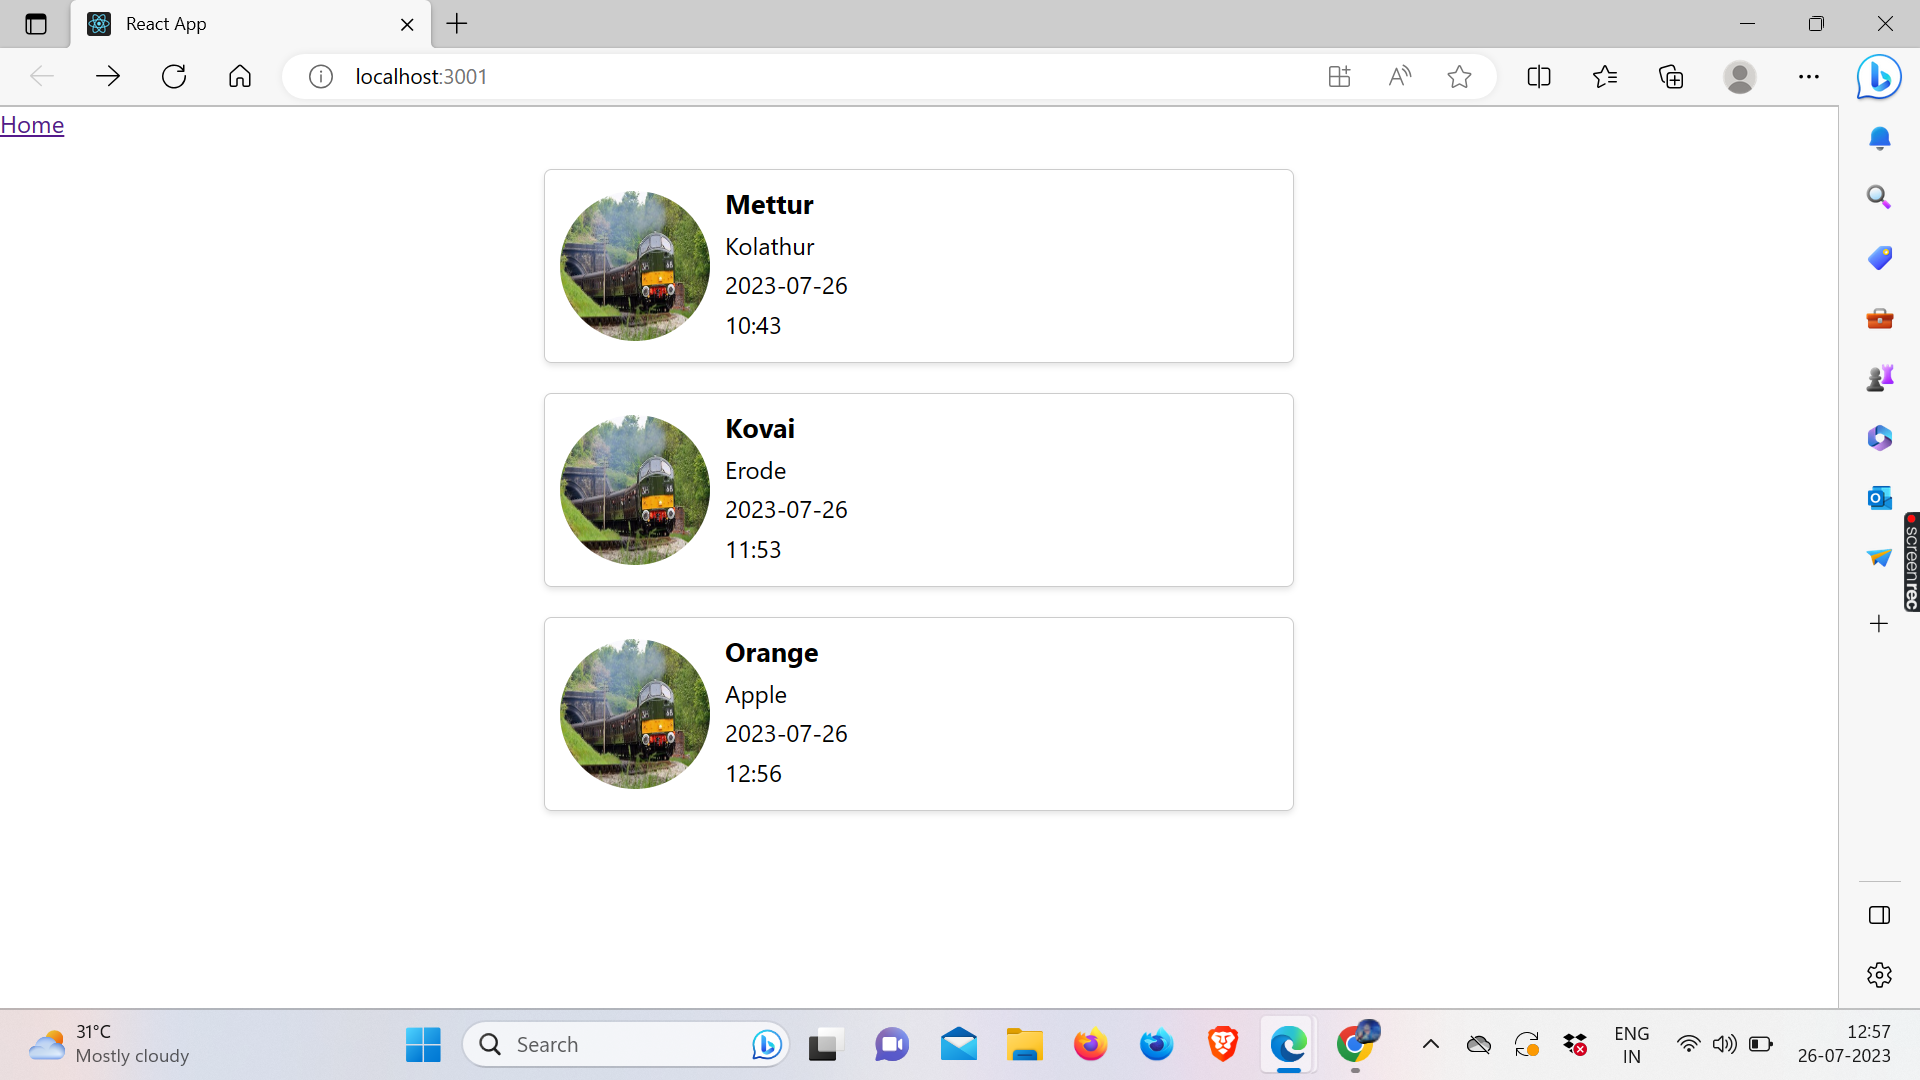 React App
localhost:3001
Home
Mettur
Kolathur
2023-07-26
10:43
Kovai
Erode
2023-07-26
11:53
Orange
Apple
2023-07-26
12:56
screenrec
31°C
Mostly cloudy
Search
ENG
IN
12:57
26-07-2023